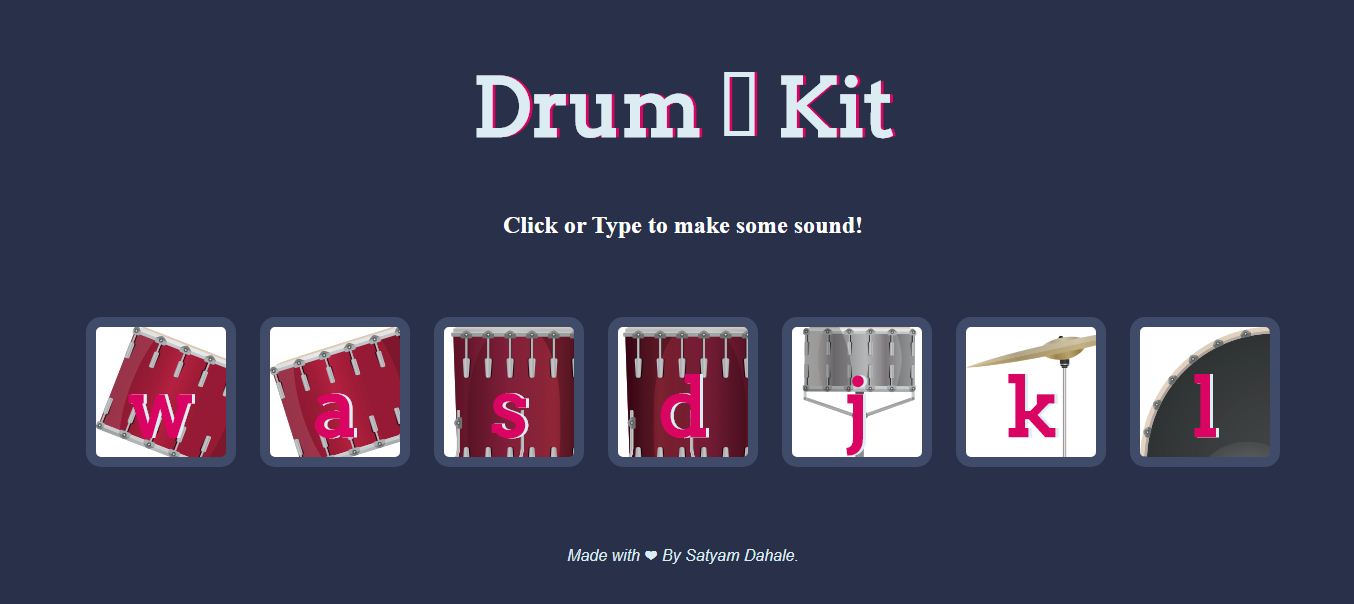 Drum Kit
Click or Type to make some sound!
w a s d j k l
Made with ❤ By Satyam Dahale.